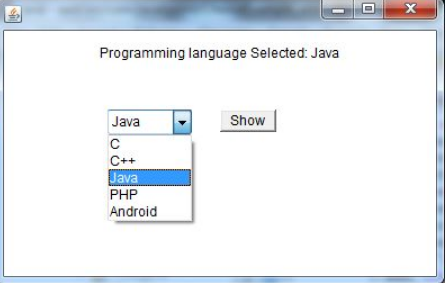 Programming language Selected: Java
Java
Show
C
C++
Java
PHP
Android